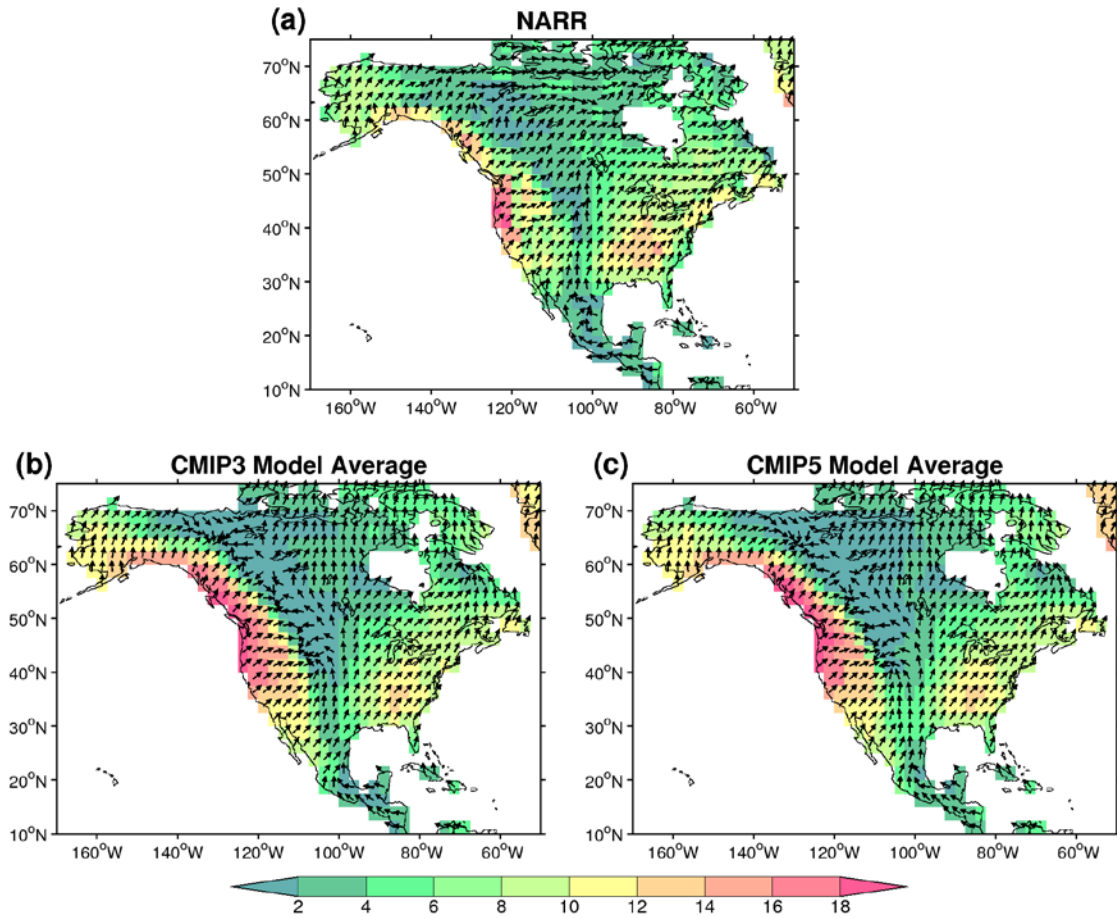 (a) NARR
70°N
60°N
50°N
40°N
30°N
20°N
10°N
160°W 140°W 120°W 100°W 80°W 60°W
(b) CMIP3 Model Average
70°N
60°N
50°N
40°N
30°N
20°N
10°N
160°W 140°W 120°W 100°W 80°W 60°W
(c) CMIP5 Model Average
70°N
60°N
50°N
40°N
30°N
20°N
10°N
160°W 140°W 120°W 100°W 80°W 60°W
2 4 6 8 10 12 14 16 18